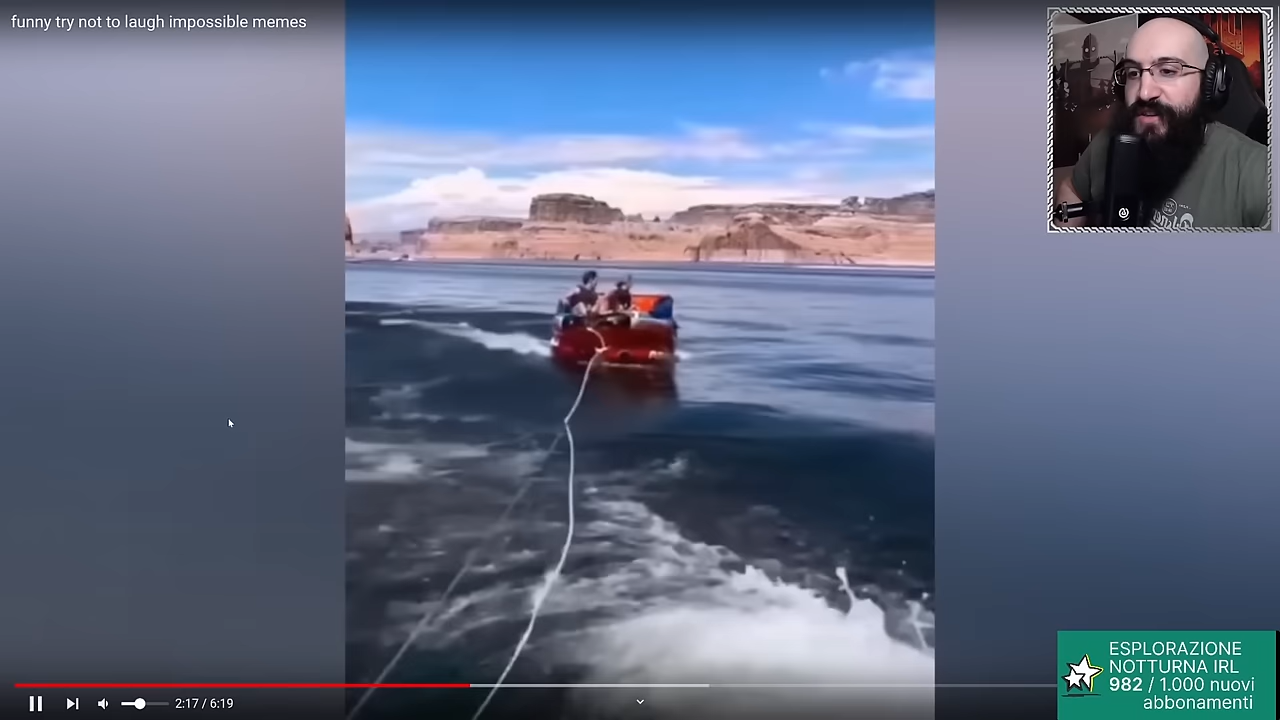 funny try not to laugh impossible memes
ESPLORAZIONE
NOTTURNA IRL
982 / 1.000 nuovi
abbonamenti
2:17 / 6:19